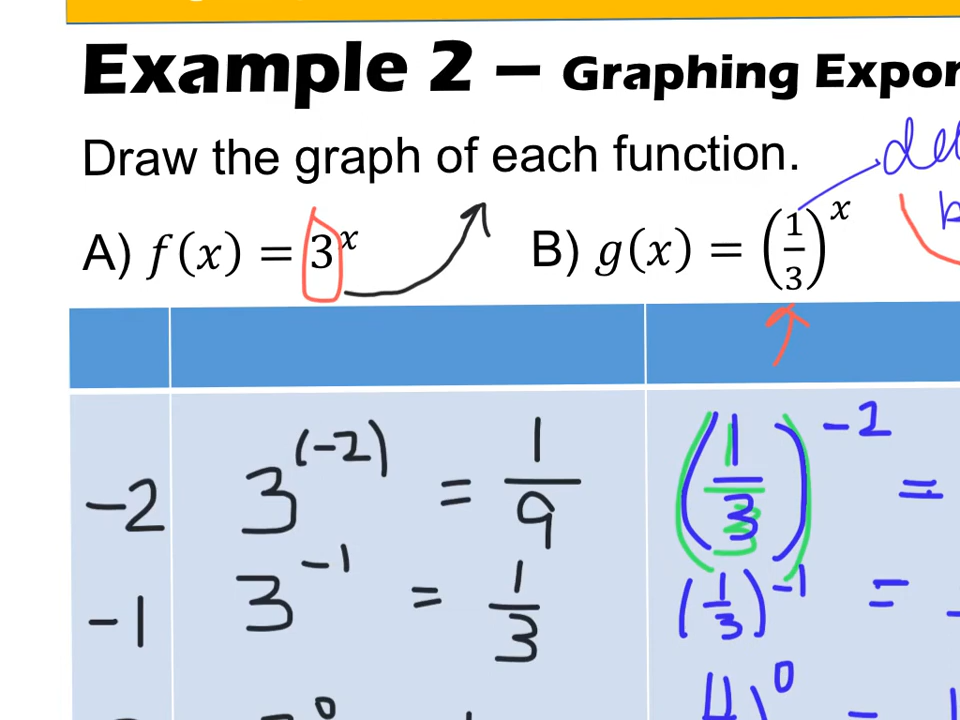 Example 2 – Graphing Expor
Draw the graph of each function.
A) f(x) = 3^x B) g(x) = (1/3)^x
-2 3^(-2) = 1/9 (1/3)^-2 =
-1 3^-1 = 1/3 (1/3)^-1 =